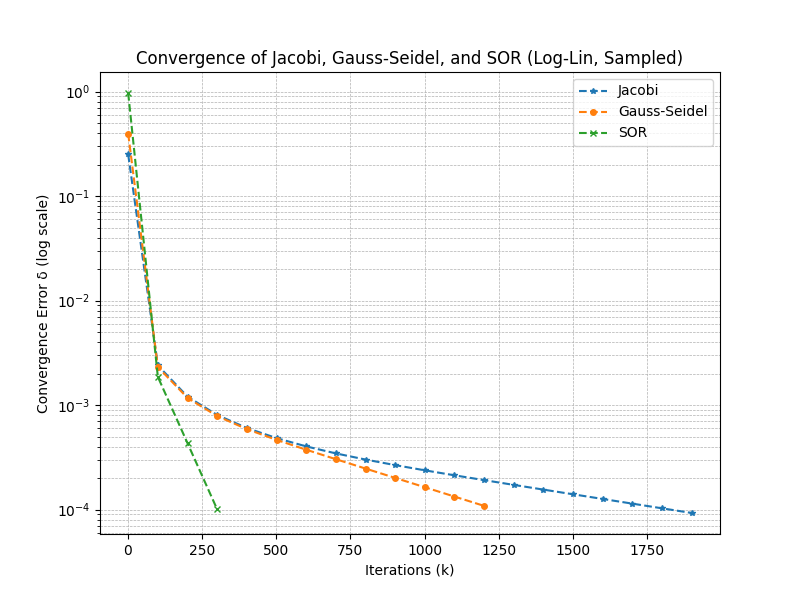 Convergence of Jacobi, Gauss-Seidel, and SOR (Log-Lin, Sampled)
Jacobi
Gauss-Seidel
SOR
Convergence Error δ (log scale)
10⁰
10⁻¹
10⁻²
10⁻³
10⁻⁴
0 250 500 750 1000 1250 1500 1750
Iterations (k)